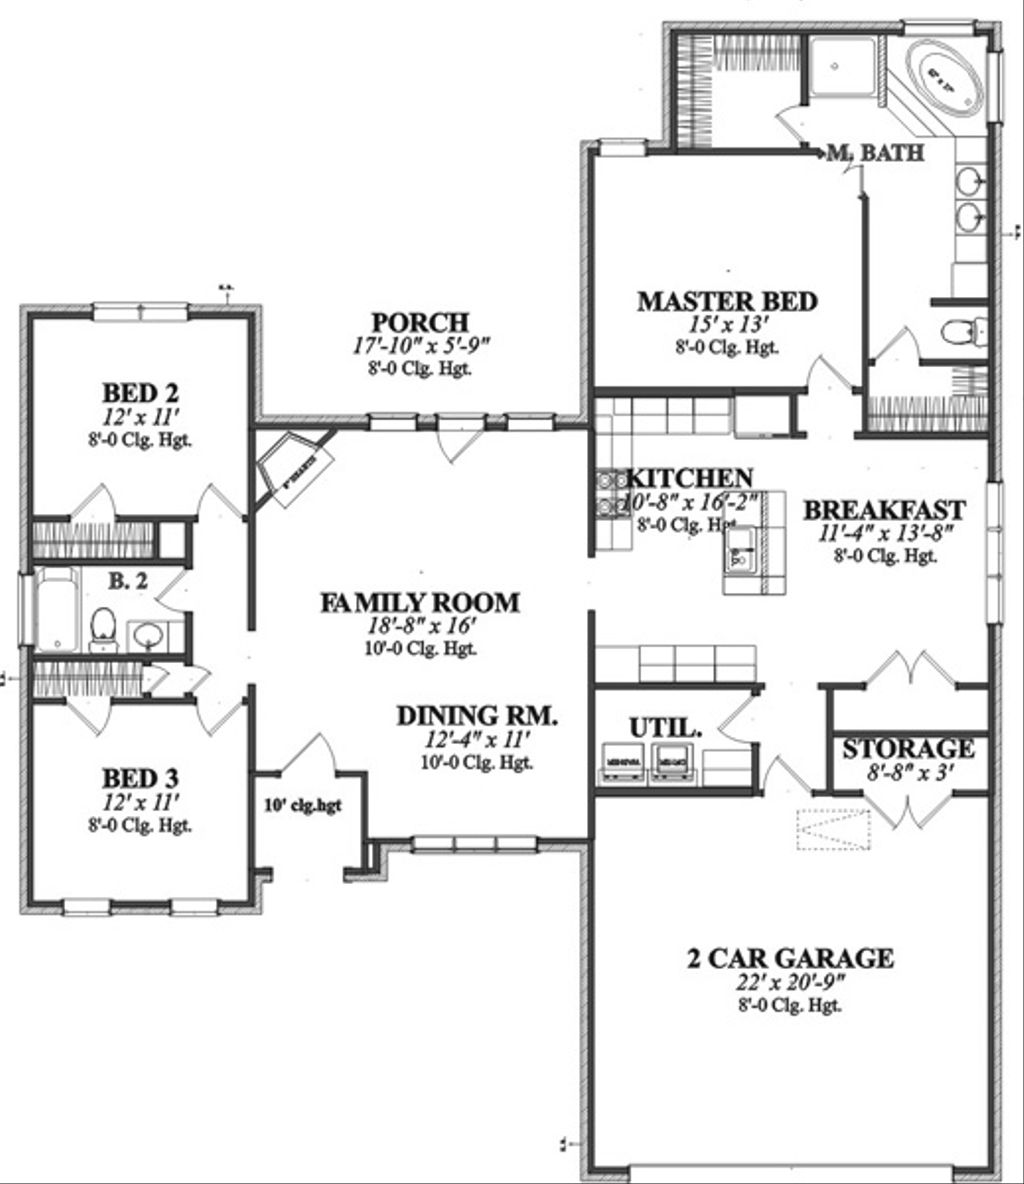 M. BATH
MASTER BED
15' x 13'
8'-0 Clg. Hgt.
PORCH
17'-10" x 5'-9"
8'-0 Clg. Hgt.
BED 2
12' x 11'
8'-0 Clg. Hgt.
KITCHEN
10'-8" x 16'-2"
8'-0 Clg. Hgt.
BREAKFAST
11'-4" x 13'-8"
8'-0 Clg. Hgt.
B. 2
FAMILY ROOM
18'-8" x 16'
10'-0 Clg. Hgt.
DINING RM.
12'-4" x 11'
10'-0 Clg. Hgt.
UTIL.
STORAGE
8'-8" x 3'
BED 3
12' x 11'
8'-0 Clg. Hgt.
10' clg.hgt
2 CAR GARAGE
22' x 20'-9"
8'-0 Clg. Hgt.